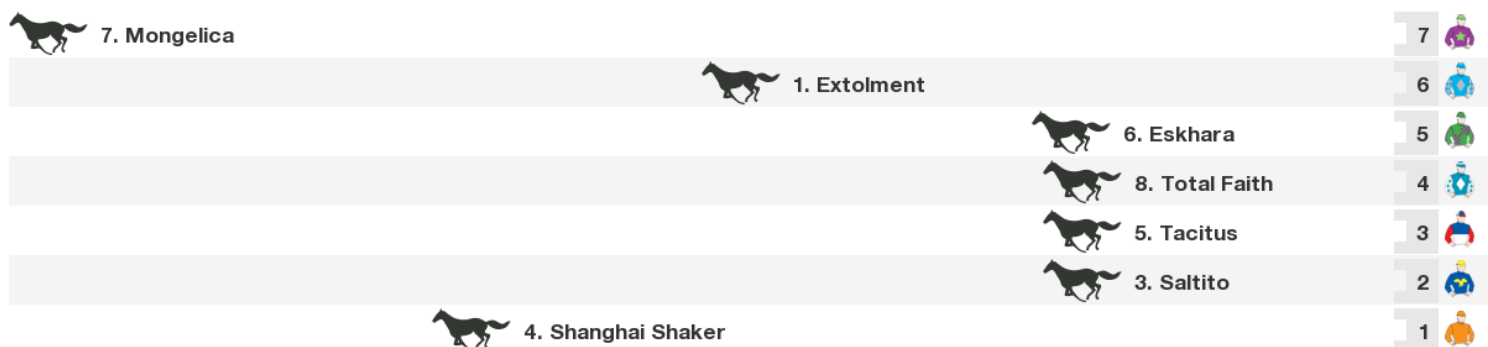 7. Mongelica 7
1. Extolment 6
6. Eskhara 5
8. Total Faith 4
5. Tacitus 3
3. Saltito 2
4. Shanghai Shaker 1